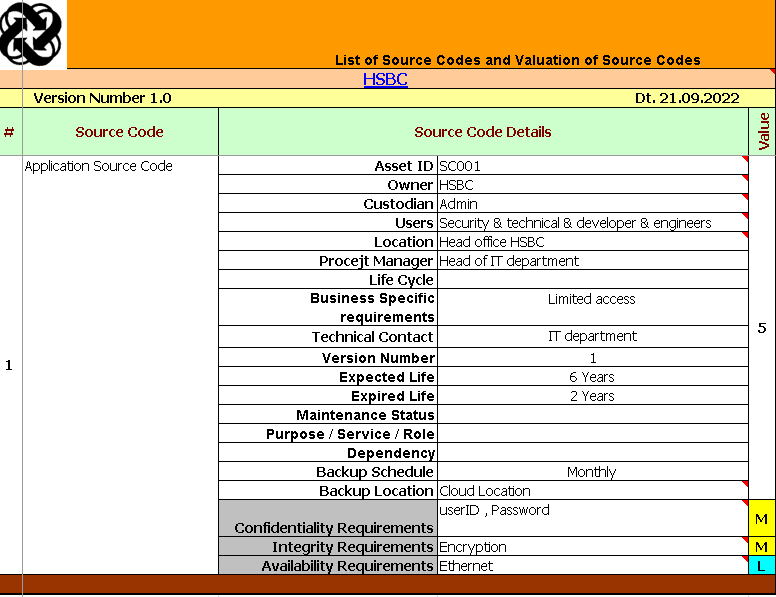 List of Source Codes and Valuation of Source Codes
HSBC
Version Number 1.0 Dt. 21.09.2022
# Source Code Source Code Details Value
1 Application Source Code Asset ID SC001 5
Owner HSBC
Custodian Admin
Users Security & technical & developer & engineers
Location Head office HSBC
Procejt Manager Head of IT department
Life Cycle
Business Specific requirements Limited access
Technical Contact IT department
Version Number 1
Expected Life 6 Years
Expired Life 2 Years
Maintenance Status
Purpose / Service / Role
Dependency
Backup Schedule Monthly
Backup Location Cloud Location
Confidentiality Requirements userID , Password M
Integrity Requirements Encryption M
Availability Requirements Ethernet L